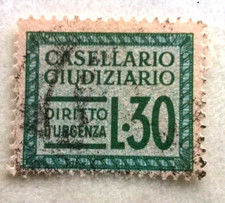 CASELLARIO
GIUDIZIARIO
DIRITTO
D'URGENZA
L.30